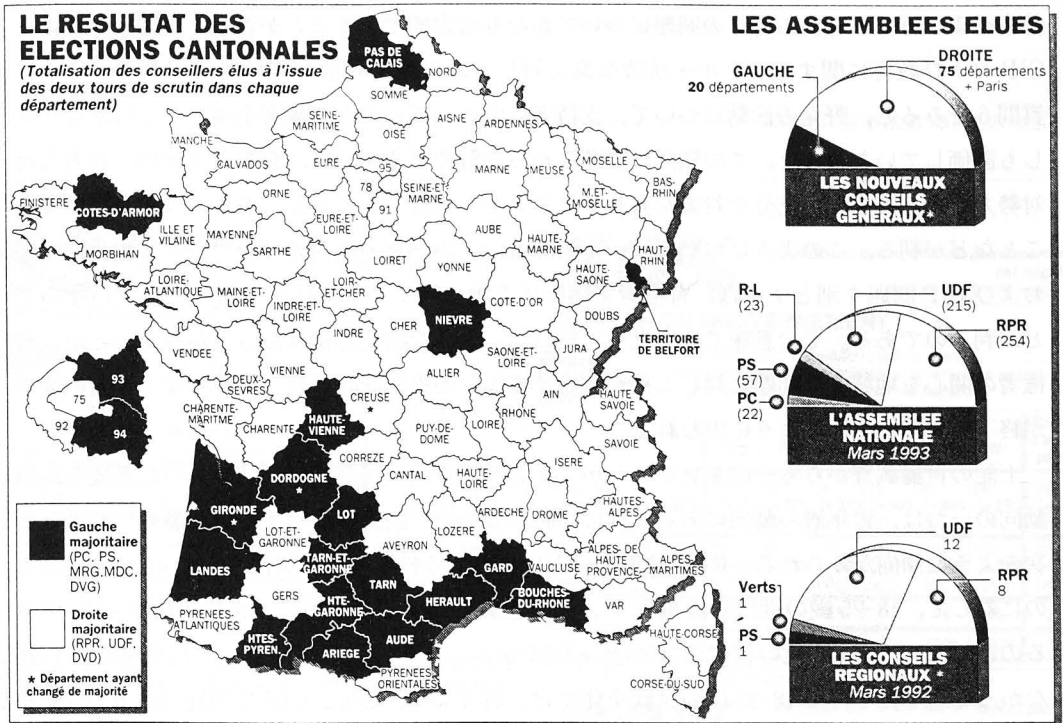 LE RESULTAT DES
ELECTIONS CANTONALES
(Totalisation des conseillers élus à l'issue
des deux tours de scrutin dans chaque
département)
PAS DE
CALAIS
NORD
SOMME
SEINE-
MARITIME
OISE
AISNE
ARDENNES
MANCHE
CALVADOS
EURE
95
78
91
SEINE-ET
MARNE
MARNE
MEUSE
MOSELLE
M.ET-
MOSELLE
BAS-
RHIN
FINISTERE
COTES-D'ARMOR
ORNE
EURE-ET-
LOIRE
AUBE
HAUTE-
MARNE
HAUT-
RHIN
MORBIHAN
ILLE ET
VILAINE
MAYENNE
SARTHE
LOIRET
YONNE
HAUTE-
SAONE
LOIRE-
ATLANTIQUE
MAINE-ET-
LOIRE
INDRE-ET-
LOIRE
LOIR-
ET-CHER
NIEVRE
COTE-D'OR
DOUBS
TERRITOIRE
DE BELFORT
VENDEE
DEUX-
SEVRES
VIENNE
INDRE
CHER
ALLIER
SAONE-ET-
LOIRE
JURA
93
75
92
94
CHARENTE-
MARITME
CHARENTE
HAUTE-
VIENNE
CREUSE
*
PUY-DE-
DOME
LOIRE
RHONE
AIN
HAUTE
SAVOIE
SAVOIE
DORDOGNE
*
CORREZE
CANTAL
HAUTE-
LOIRE
ISERE
GIRONDE
*
LOT-ET-
GARONNE
LOT
AVEYRON
LOZERE
ARDECHE
DROME
HAUTES-
ALPES
LANDES
GERS
TARN-ET-
GARONNE
TARN
GARD
VAUCLUSE
ALPES- DE
HAUTE
PROVENCE
ALPES-
MARITIMES
PYRENEES-
ATLANTIQUES
HTES-
PYREN.
HTE-
GARONNE
ARIEGE
AUDE
HERAULT
BOUCHES-
DU-RHONE
VAR
PYRENEES
ORIENTALES
HAUTE-CORSE
CORSE-DU-SUD
Gauche
majoritaire
(PC. PS.
MRG.MDC.
DVG)
Droite
majoritaire
(RPR. UDF.
DVD)
★ Département ayant
changé de majorité
LES ASSEMBLEES ELUES
GAUCHE
20 départements
DROITE
75 départements
+ Paris
LES NOUVEAUX
CONSEILS
GENERAUX*
R-I.
(23)
UDF
(215)
RPR
(254)
PS.
(57)
PC
(22)
L'ASSEMBLEE
NATIONALE
Mars 1993
UDF
12
RPR
8
Verts
1
PS
1
LES CONSEILS
REGIONAUX *
Mars 1992